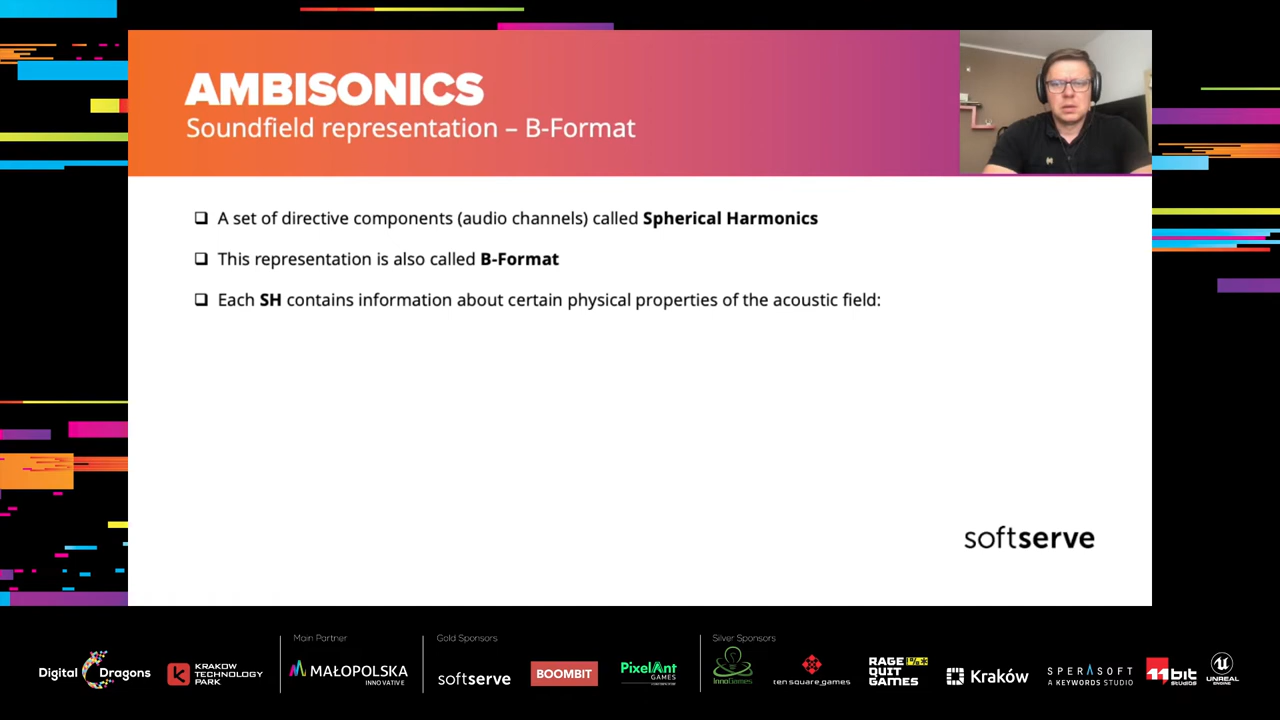 AMBISONICS
Soundfield representation – B-Format
❑ A set of directive components (audio channels) called Spherical Harmonics
❑ This representation is also called B-Format
❑ Each SH contains information about certain physical properties of the acoustic field:
softserve
Main Partner
Gold Sponsors
Silver Sponsors
Digital Dragons
KRAKOW TECHNOLOGY PARK
MAŁOPOLSKA
INNOVATIVE
softserve
BOOMBIT
PixelAnt
GAMES
InnoGames
ten square games
RAGE QUIT GAMES
Kraków
SPERASOFT
A KEYWORDS STUDIO
11bit
STUDIOS
UNREAL
ENGINE